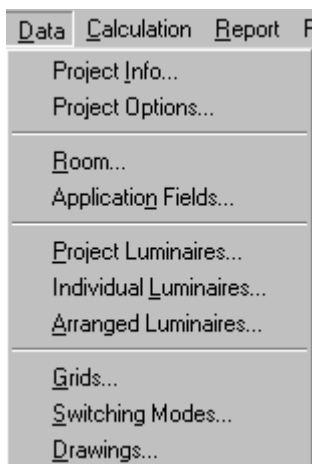 Data Calculation Report
Project Info...
Project Options...
Room...
Application Fields...
Project Luminaires...
Individual Luminaires...
Arranged Luminaires...
Grids...
Switching Modes...
Drawings...